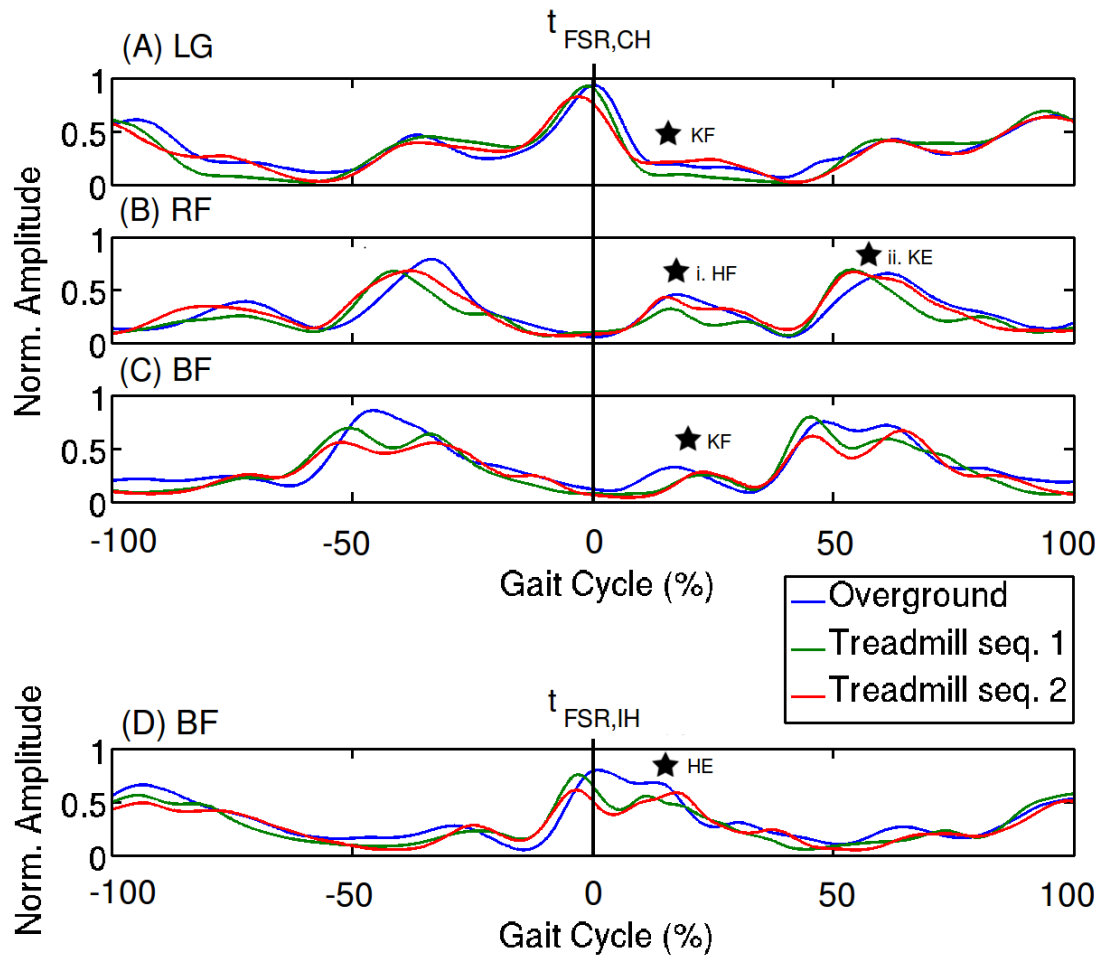 t FSR,CH
(A) LG
1
0.5
0
KF
(B) RF
1
0.5
0
i. HF
ii. KE
(C) BF
1
0.5
0
KF
Norm. Amplitude
-100 -50 0 50 100
Gait Cycle (%)
Overground
Treadmill seq. 1
Treadmill seq. 2
t FSR,IH
(D) BF
1
0.5
0
HE
Norm. Amplitude
-100 -50 0 50 100
Gait Cycle (%)